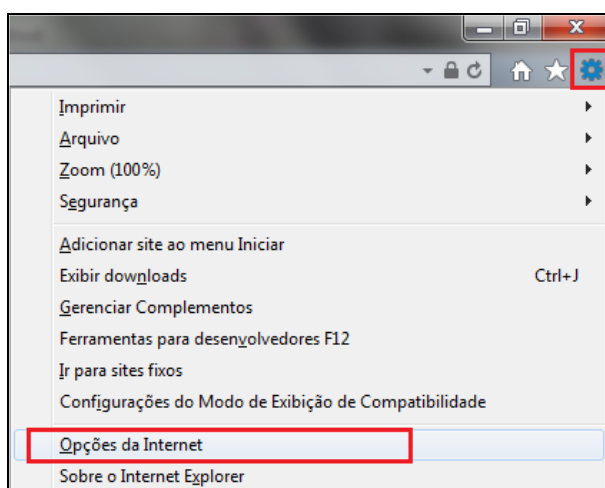 Imprimir
Arquivo
Zoom (100%)
Segurança
Adicionar site ao menu Iniciar
Exibir downloads Ctrl+J
Gerenciar Complementos
Ferramentas para desenvolvedores F12
Ir para sites fixos
Configurações do Modo de Exibição de Compatibilidade
Opções da Internet
Sobre o Internet Explorer